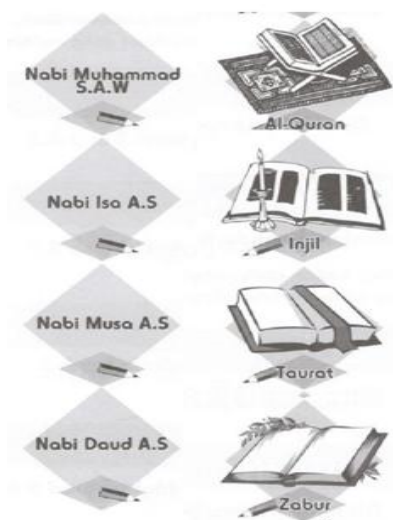 Nabi Muhammad
S.A.W
Al-Quran
Nabi Isa A.S
Injil
Nabi Musa A.S
Taurat
Nabi Daud A.S
Zabur